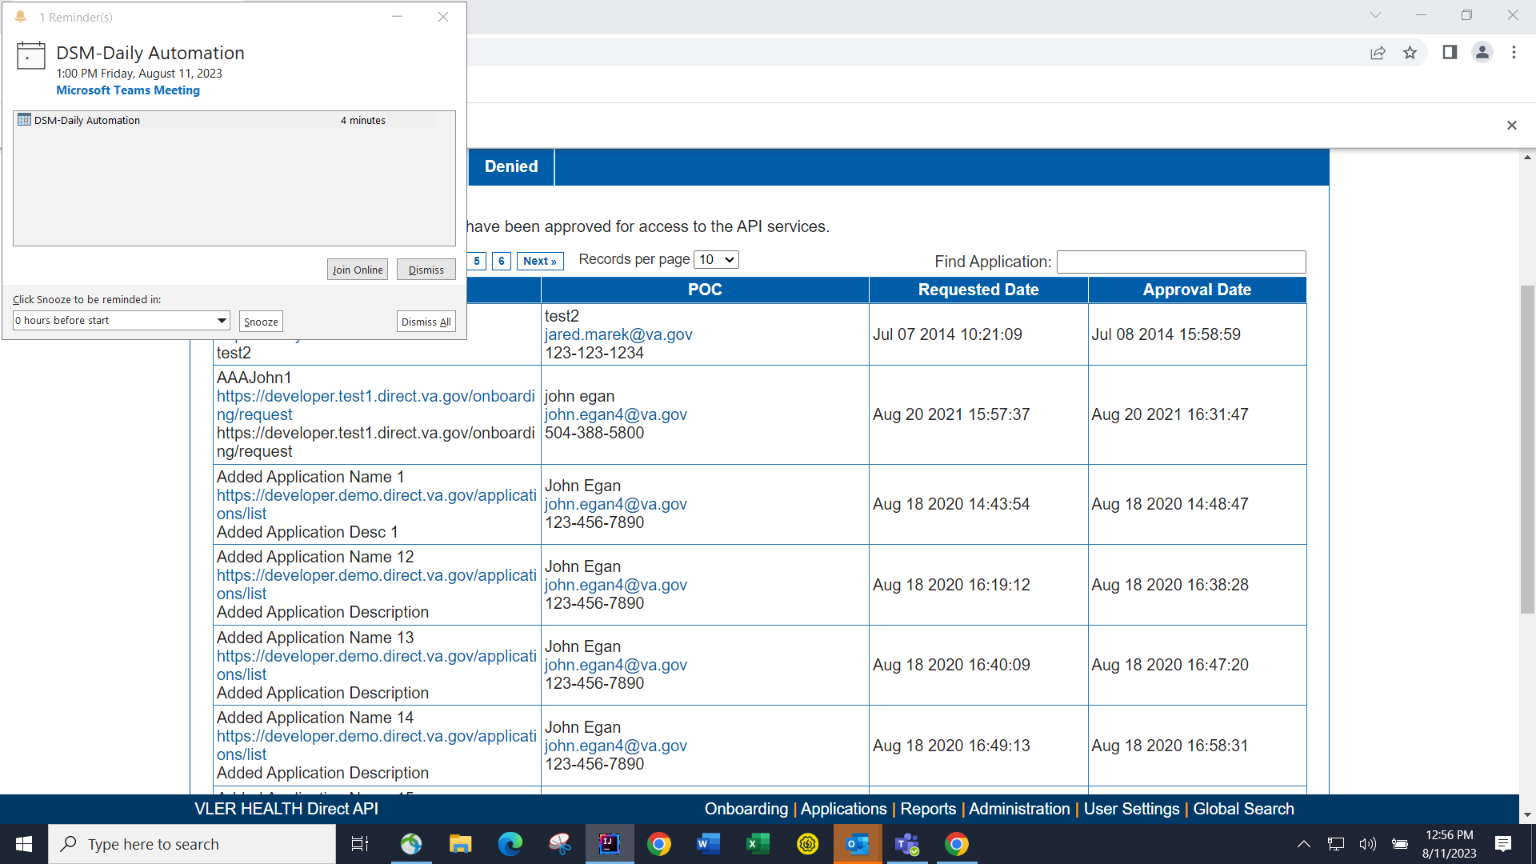 1 Reminder(s)
DSM-Daily Automation
1:00 PM Friday, August 11, 2023
Microsoft Teams Meeting
DSM-Daily Automation 4 minutes
Join Online Dismiss
Click Snooze to be reminded in:
0 hours before start Snooze Dismiss All
Denied
have been approved for access to the API services.
5 6 Next » Records per page 10 Find Application:
POC Requested Date Approval Date
test2
test2
jared.marek@va.gov
123-123-1234
Jul 07 2014 10:21:09
Jul 08 2014 15:58:59
AAAJohn1
https://developer.test1.direct.va.gov/onboardi
ng/request
https://developer.test1.direct.va.gov/onboardi
ng/request
john egan
john.egan4@va.gov
504-388-5800
Aug 20 2021 15:57:37
Aug 20 2021 16:31:47
Added Application Name 1
https://developer.demo.direct.va.gov/applicati
ons/list
Added Application Desc 1
John Egan
john.egan4@va.gov
123-456-7890
Aug 18 2020 14:43:54
Aug 18 2020 14:48:47
Added Application Name 12
https://developer.demo.direct.va.gov/applicati
ons/list
Added Application Description
John Egan
john.egan4@va.gov
123-456-7890
Aug 18 2020 16:19:12
Aug 18 2020 16:38:28
Added Application Name 13
https://developer.demo.direct.va.gov/applicati
ons/list
Added Application Description
John Egan
john.egan4@va.gov
123-456-7890
Aug 18 2020 16:40:09
Aug 18 2020 16:47:20
Added Application Name 14
https://developer.demo.direct.va.gov/applicati
ons/list
Added Application Description
John Egan
john.egan4@va.gov
123-456-7890
Aug 18 2020 16:49:13
Aug 18 2020 16:58:31
VLER HEALTH Direct API Onboarding | Applications | Reports | Administration | User Settings | Global Search
Type here to search
12:56 PM
8/11/2023